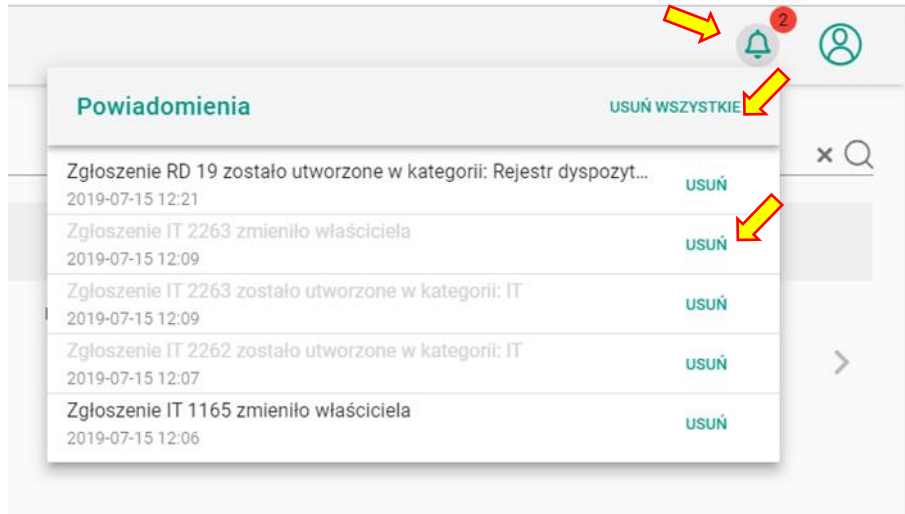 2
Powiadomienia
USUŃ WSZYSTKIE
Zgłoszenie RD 19 zostało utworzone w kategorii: Rejestr dyspozyt...
USUŃ
2019-07-15 12:21
Zgłoszenie IT 2263 zmieniło właściciela
USUŃ
2019-07-15 12:09
Zgłoszenie IT 2263 zostało utworzone w kategorii: IT
USUŃ
2019-07-15 12:09
Zgłoszenie IT 2262 zostało utworzone w kategorii: IT
USUŃ
2019-07-15 12:07
Zgłoszenie IT 1165 zmieniło właściciela
USUŃ
2019-07-15 12:06